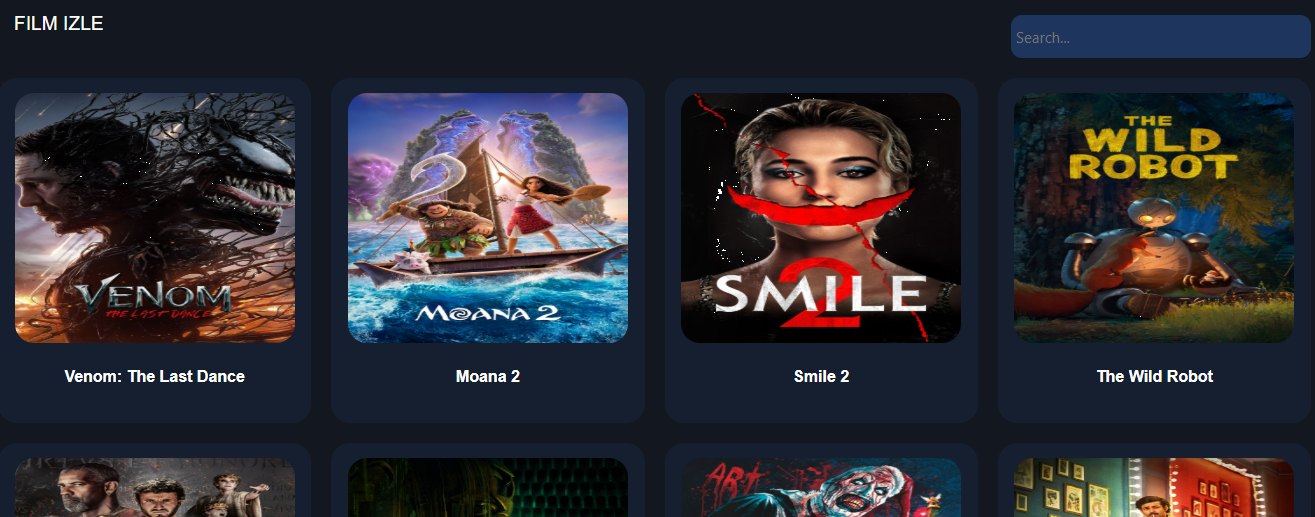 FILM IZLE
Search...
VENOM
THE LAST DANCE
MOANA 2
SMILE
2
THE
WILD
ROBOT
Venom: The Last Dance
Moana 2
Smile 2
The Wild Robot
ART